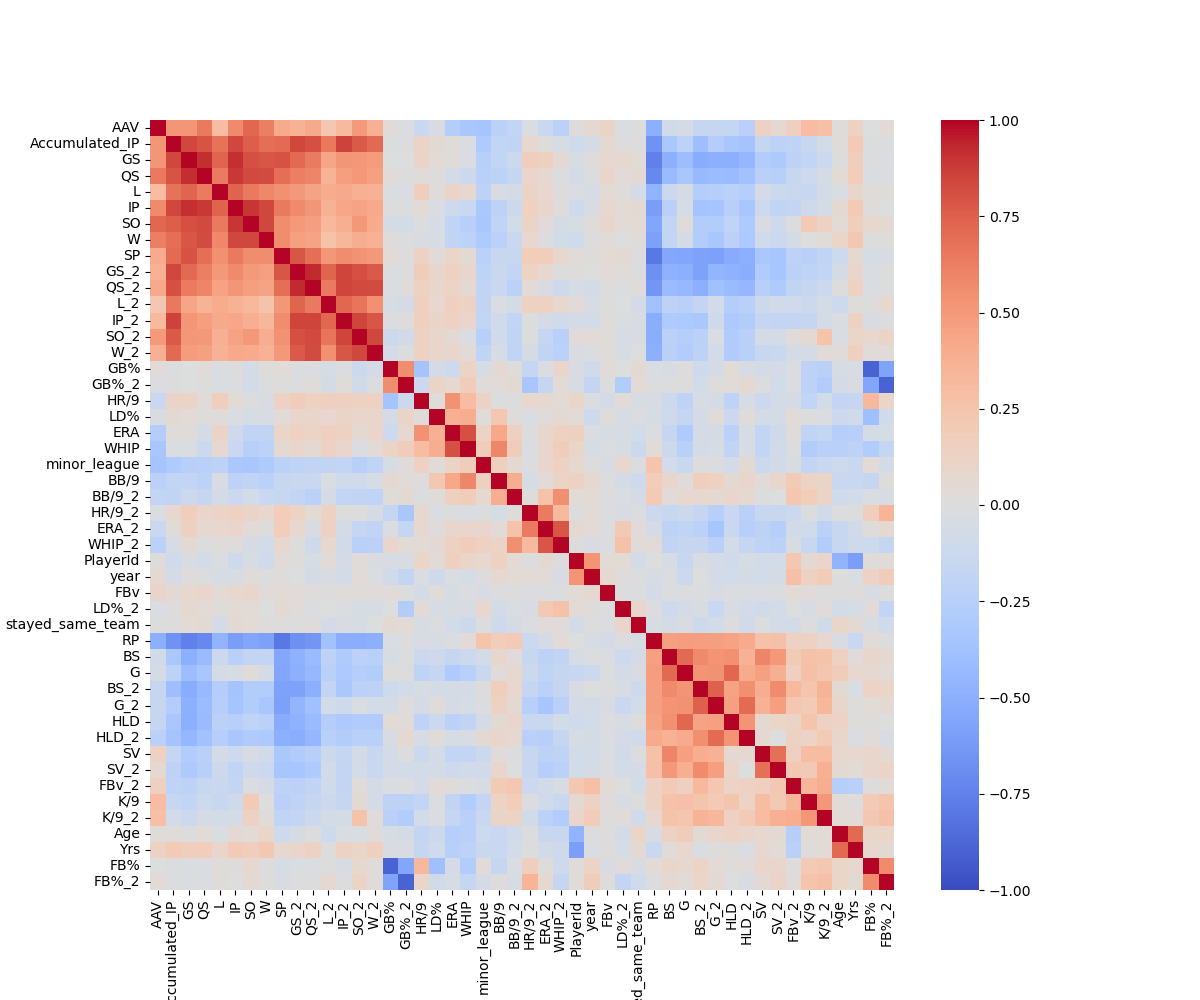 AAV
Accumulated_IP
GS
QS
L
IP
SO
W
SP
GS_2
QS_2
L_2
IP_2
SO_2
W_2
GB%
GB%_2
HR/9
LD%
ERA
WHIP
minor_league
BB/9
BB/9_2
HR/9_2
ERA_2
WHIP_2
PlayerId
year
FBv
LD%_2
stayed_same_team
RP
BS
G
BS_2
G_2
HLD
HLD_2
SV
SV_2
FBv_2
K/9
K/9_2
Age
Yrs
FB%
FB%_2
AAV
ccumulated_IP
GS
QS
L
IP
SO
W
SP
GS_2
QS_2
L_2
IP_2
SO_2
W_2
GB%
GB%_2
HR/9
LD%
ERA
WHIP
minor_league
BB/9
BB/9_2
HR/9_2
ERA_2
WHIP_2
PlayerId
year
FBv
LD%_2
ed_same_team
RP
BS
G
BS_2
G_2
HLD
HLD_2
SV
SV_2
FBv_2
K/9
K/9_2
Age
Yrs
FB%
FB%_2
1.00
0.75
0.50
0.25
0.00
−0.25
−0.50
−0.75
−1.00